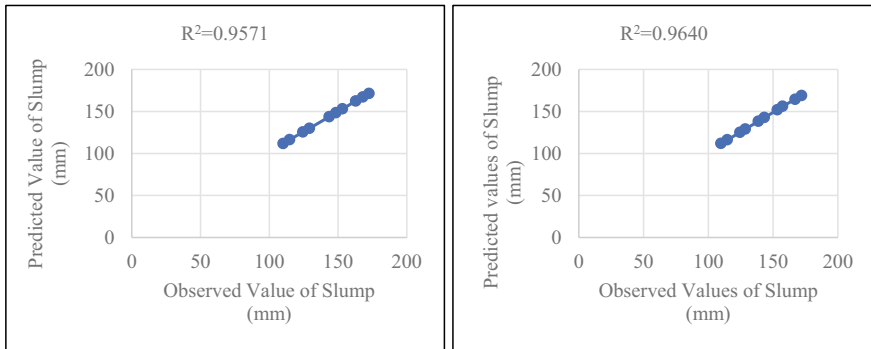 R²=0.9571
Predicted Value of Slump
(mm)
200
150
100
50
0
0
50
100
150
200
Observed Value of Slump
(mm)
R²=0.9640
Predicted values of Slump
(mm)
200
150
100
50
0
0
50
100
150
200
Observed Values of Slump
(mm)